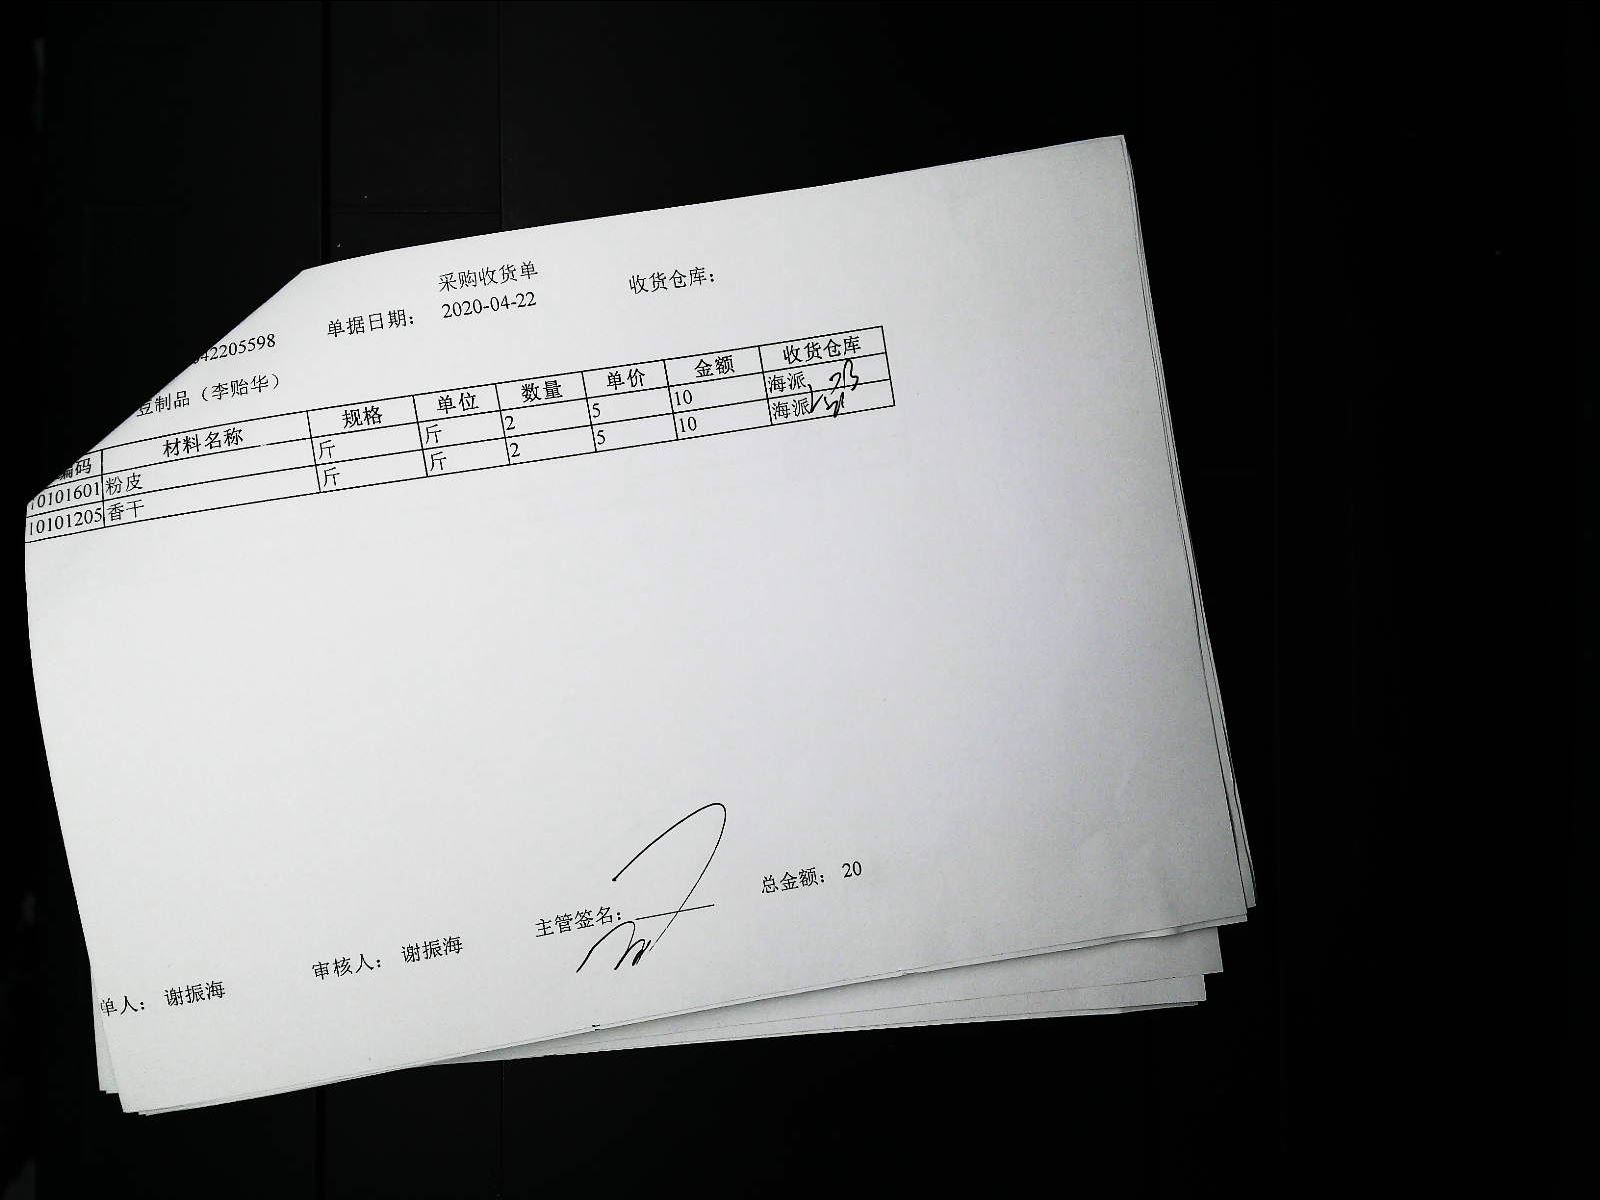 采购收货单
42205598 单据日期： 2020-04-22 收货仓库：
豆制品（李贻华）
编码 材料名称 规格 单位 数量 单价 金额 收货仓库
10101601 粉皮 斤 斤 2 5 10 海派
10101205 香干 斤 斤 2 5 10 海派
单人： 谢振海 审核人： 谢振海 主管签名： 总金额： 20